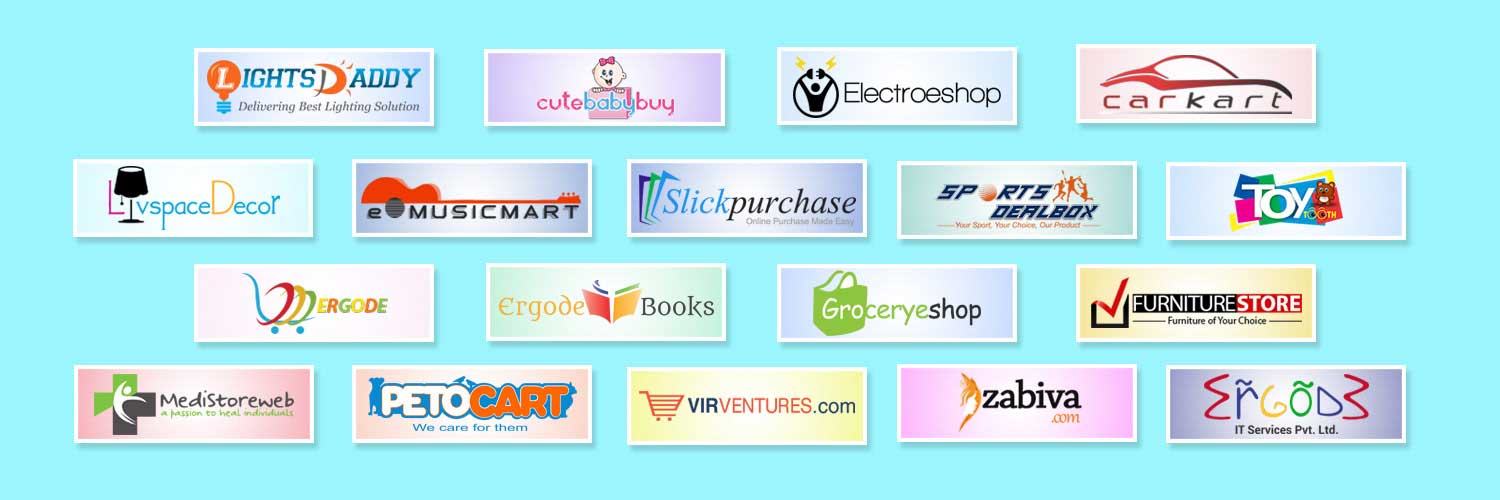 LIGHTSDADDY
Delivering Best Lighting Solution
cutebabybuy
Electroeshop
carkart
LivspaceDecor
eMUSICMART
Slickpurchase
Online Purchase Made Easy
SPORTS
DEALBOX
Your Sport, Your Choice, Our Product
TOY
TOOTH
ERGODE
Ergode Books
Groceryeshop
FURNITURESTORE
Furniture of Your Choice
MediStoreweb
a passion to heal individuals
PETOCART
We care for them
VIRVENTURES.com
zabiva
.com
ERGODE
IT Services Pvt. Ltd.